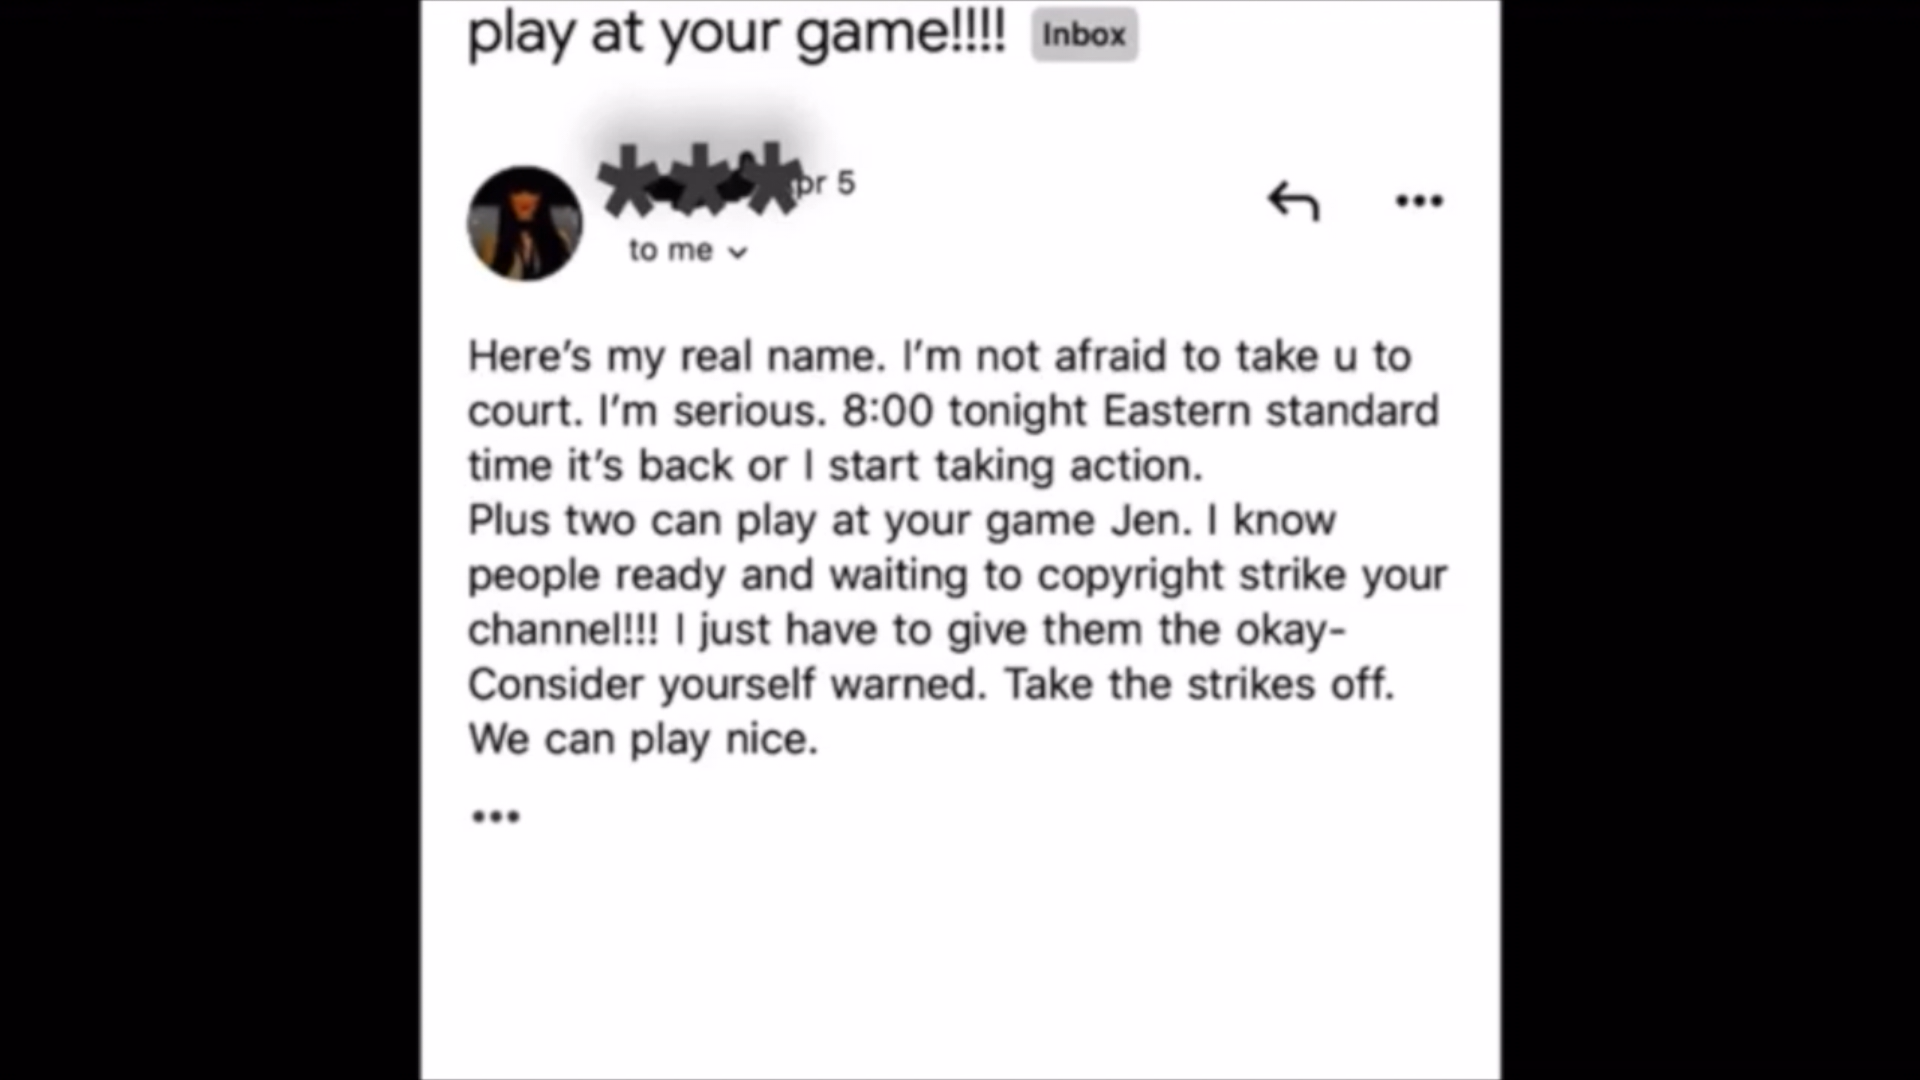 play at your game!!!! Inbox
*** pr 5
to me
Here's my real name. I'm not afraid to take u to
court. I'm serious. 8:00 tonight Eastern standard
time it's back or I start taking action.
Plus two can play at your game Jen. I know
people ready and waiting to copyright strike your
channel!!! I just have to give them the okay-
Consider yourself warned. Take the strikes off.
We can play nice.